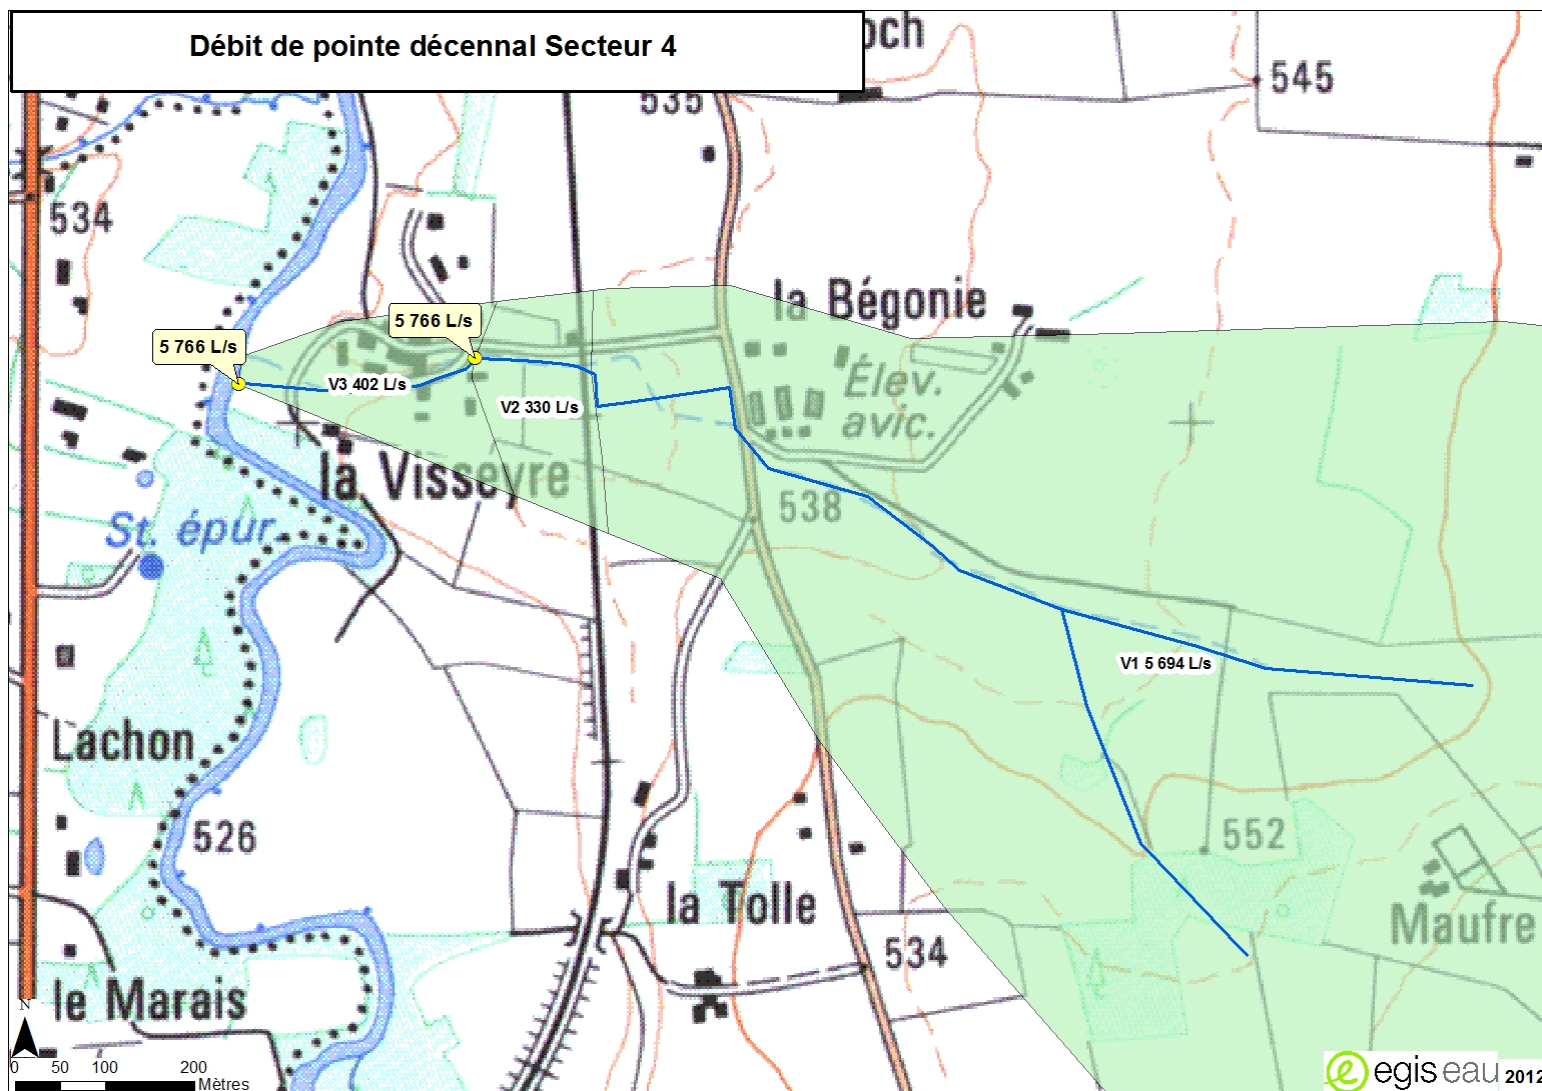 Débit de pointe décennal Secteur 4
och
535
545
534
la Bégonie
5 766 L/s
5 766 L/s
V3 402 L/s
V2 330 L/s
Élev.
avic.
la Visseyre
538
St. épur.
V1 5 694 L/s
Lachon
526
552
la Tolle
Maufre
534
le Marais
N
0 50 100 200
Mètres
egis eau 2012